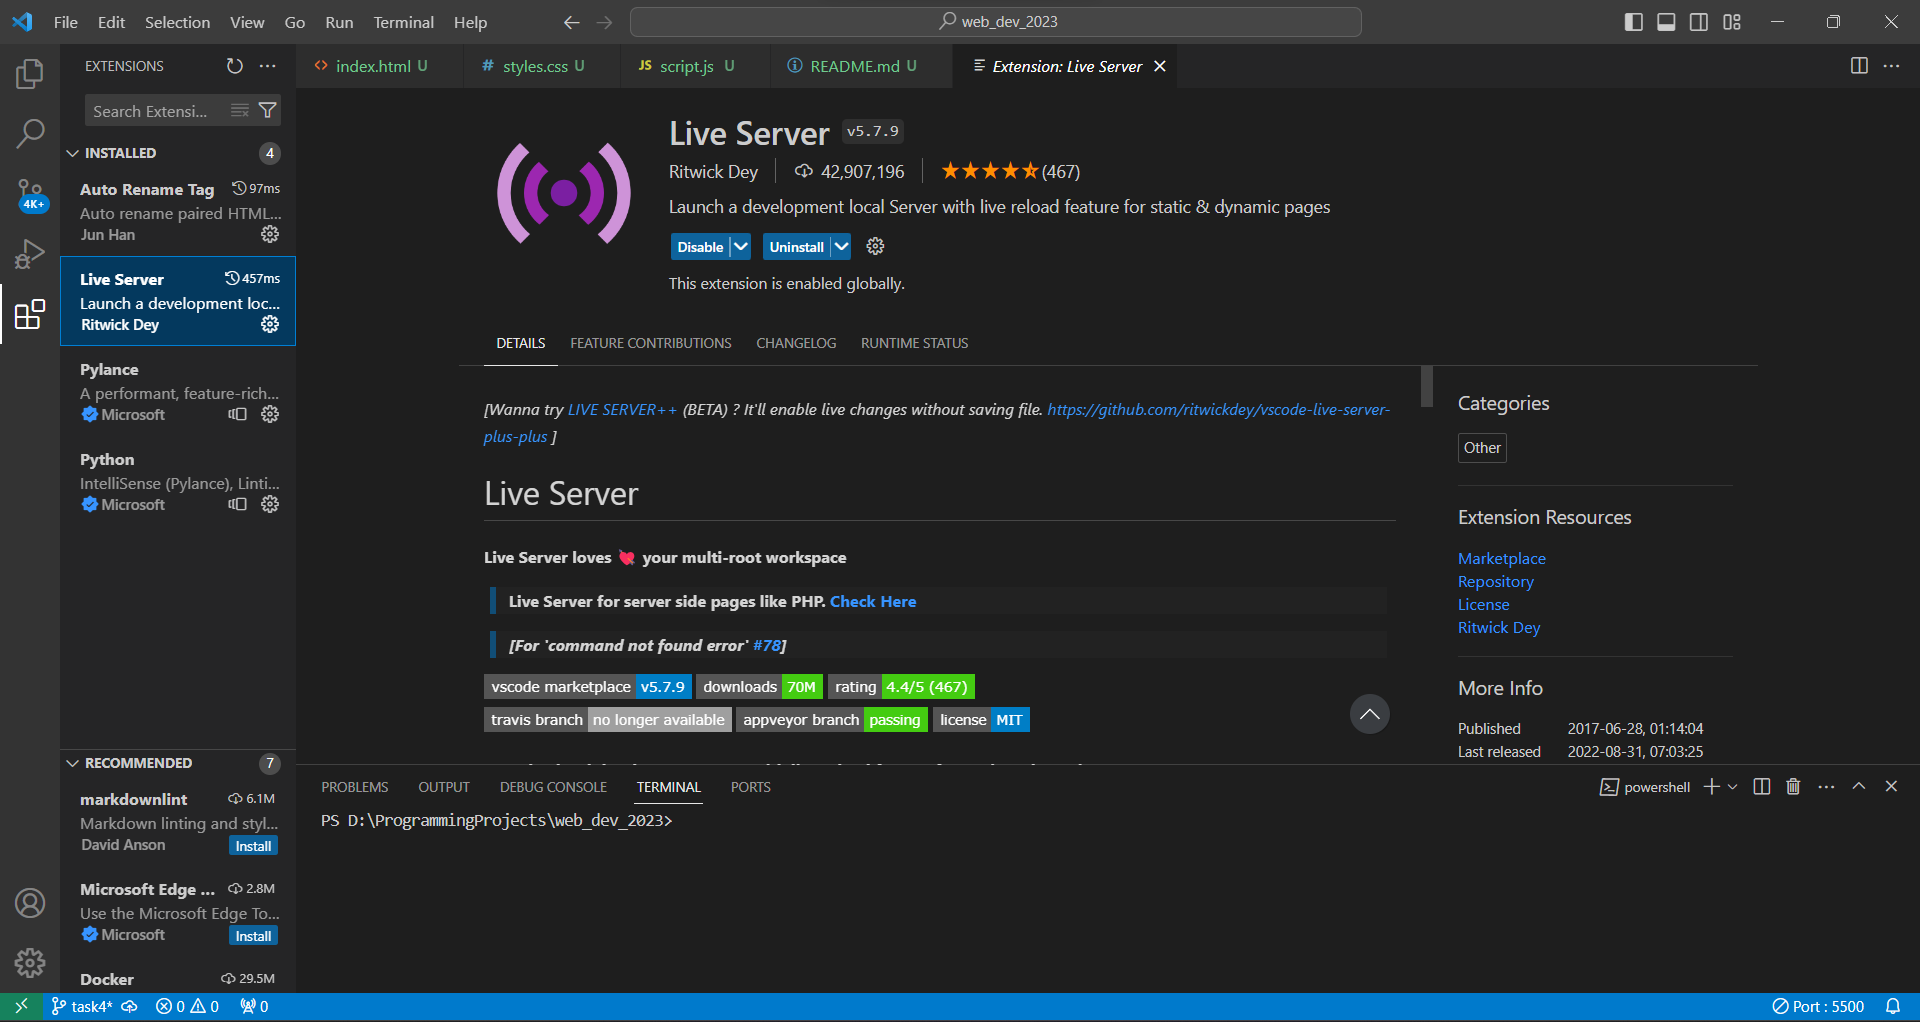 File Edit Selection View Go Run Terminal Help
web_dev_2023
EXTENSIONS
index.html U
# styles.css U
JS script.js U
README.md U
Extension: Live Server
Search Extensi...
INSTALLED 4
Auto Rename Tag 97ms
Auto rename paired HTML...
Jun Han
4K+
Live Server 457ms
Launch a development loc...
Ritwick Dey
Pylance
A performant, feature-rich...
Microsoft
Python
IntelliSense (Pylance), Linti...
Microsoft
RECOMMENDED 7
markdownlint 6.1M
Markdown linting and styl...
David Anson Install
Microsoft Edge ... 2.8M
Use the Microsoft Edge To...
Microsoft Install
Docker 29.5M
Live Server v5.7.9
Ritwick Dey 42,907,196 (467)
Launch a development local Server with live reload feature for static & dynamic pages
Disable Uninstall
This extension is enabled globally.
DETAILS FEATURE CONTRIBUTIONS CHANGELOG RUNTIME STATUS
[Wanna try LIVE SERVER++ (BETA) ? It'll enable live changes without saving file. https://github.com/ritwickdey/vscode-live-server-
plus-plus ]
Live Server
Live Server loves 💘 your multi-root workspace
Live Server for server side pages like PHP. Check Here
[For `command not found error` #78]
vscode marketplace v5.7.9 downloads 70M rating 4.4/5 (467)
travis branch no longer available appveyor branch passing license MIT
Categories
Other
Extension Resources
Marketplace
Repository
License
Ritwick Dey
More Info
Published 2017-06-28, 01:14:04
Last released 2022-08-31, 07:03:25
PROBLEMS OUTPUT DEBUG CONSOLE TERMINAL PORTS
powershell
PS D:\ProgrammingProjects\web_dev_2023>
task4* 0 0 0 Port : 5500